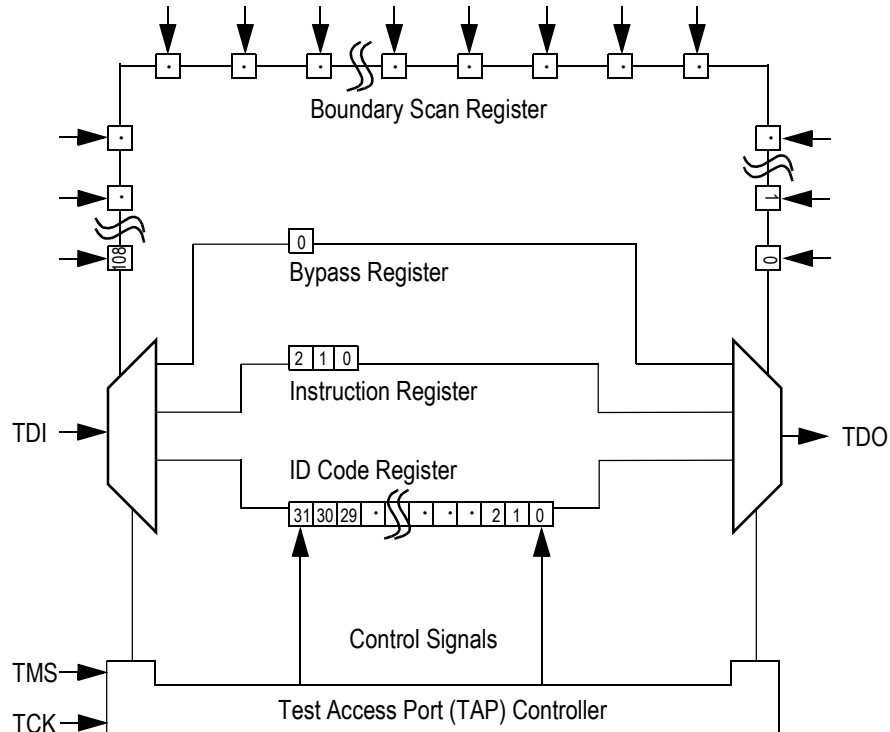 · · · · · · · ·
Boundary Scan Register
· ·
· 1
108 0
0
Bypass Register
2 1 0
Instruction Register
TDI TDO
ID Code Register
31 30 29 · · · · 2 1 0
Control Signals
TMS
Test Access Port (TAP) Controller
TCK